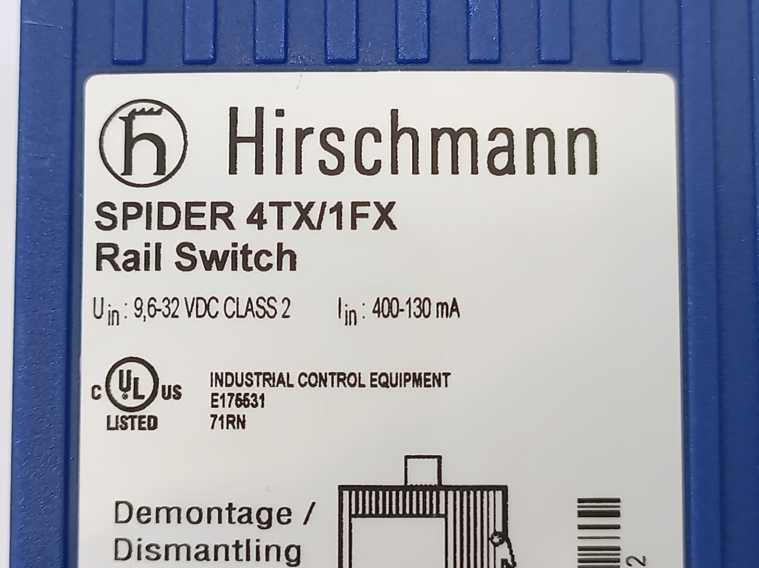 Hirschmann
SPIDER 4TX/1FX
Rail Switch
Uin : 9,6-32 VDC CLASS 2 Iin : 400-130 mA
C UL US
LISTED
INDUSTRIAL CONTROL EQUIPMENT
E175531
71RN
Demontage /
Dismantling
2